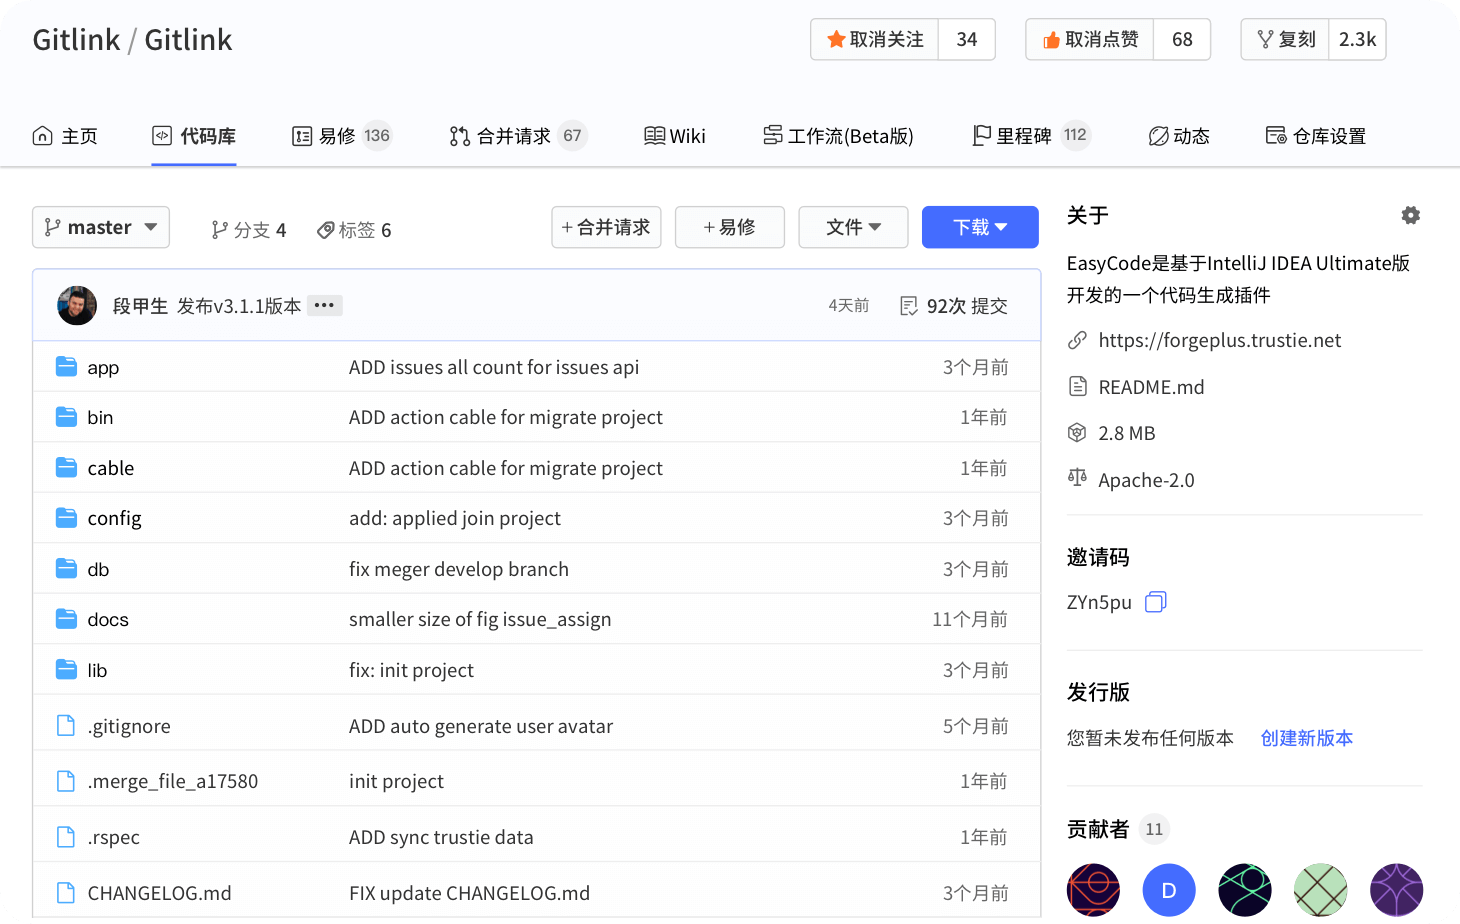 Gitlink / Gitlink
取消关注 34
取消点赞 68
复刻 2.3k
主页
代码库
易修 136
合并请求 67
Wiki
工作流(Beta版)
里程碑 112
动态
仓库设置
master
分支 4
标签 6
+ 合并请求
+ 易修
文件
下载
段甲生 发布v3.1.1版本 ••• 4天前 92次 提交
app ADD issues all count for issues api 3个月前
bin ADD action cable for migrate project 1年前
cable ADD action cable for migrate project 1年前
config add: applied join project 3个月前
db fix meger develop branch 3个月前
docs smaller size of fig issue_assign 11个月前
lib fix: init project 3个月前
.gitignore ADD auto generate user avatar 5个月前
.merge_file_a17580 init project 1年前
.rspec ADD sync trustie data 1年前
CHANGELOG.md FIX update CHANGELOG.md 3个月前
关于
EasyCode是基于IntelliJ IDEA Ultimate版
开发的一个代码生成插件
https://forgeplus.trustie.net
README.md
2.8 MB
Apache-2.0
邀请码
ZYn5pu
发行版
您暂未发布任何版本 创建新版本
贡献者 11
D